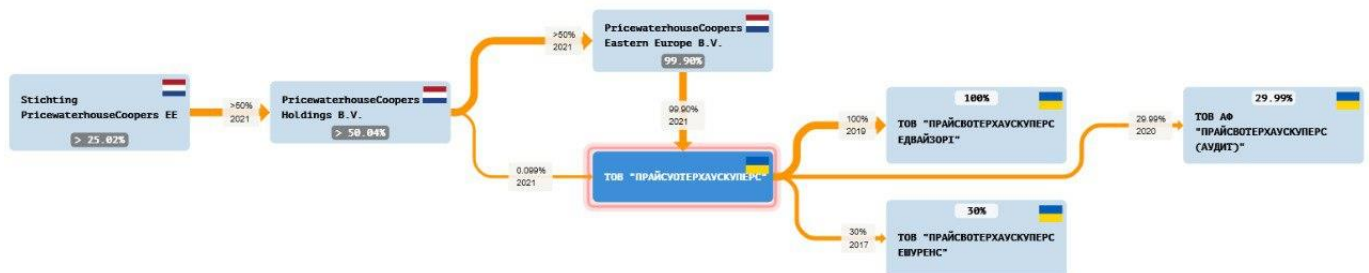 Stichting
PricewaterhouseCoopers EE
> 25.02%
>50%
2021
PricewaterhouseCoopers
Holdings B.V.
> 50.04%
>50%
2021
PricewaterhouseCoopers
Eastern Europe B.V.
99.90%
99.90%
2021
0.099%
2021
ТОВ "ПРАЙСУОТЕРХАУСКУПЕРС"
100%
2019
100%
ТОВ "ПРАЙСВОТЕРХАУСКУПЕРС
ЕДВАЙЗОРІ"
30%
2017
30%
ТОВ "ПРАЙСВОТЕРХАУСКУПЕРС
ЕШУРЕНС"
29.99%
2020
29.99%
ТОВ АФ
"ПРАЙСВОТЕРХАУСКУПЕРС
(АУДИТ)"